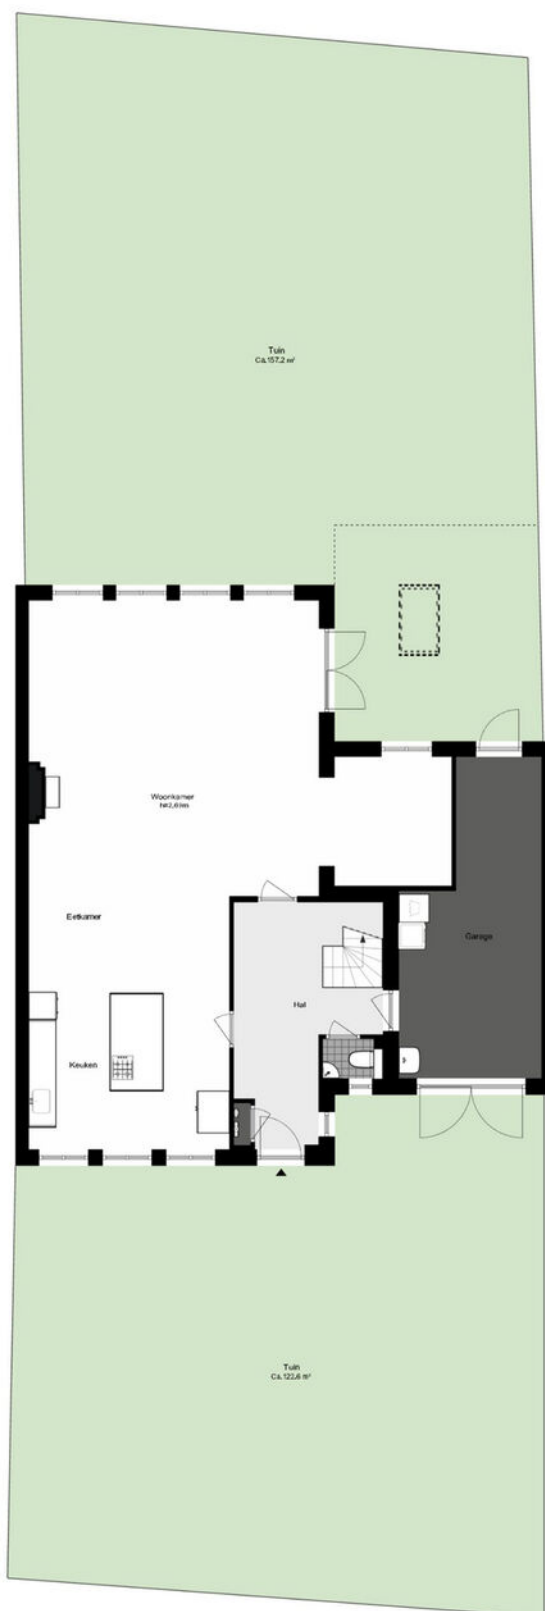 Tuin
Ca. 157,2 m²
Woonkamer
Eetkamer
Garage
Hal
Keuken
Tuin
Ca. 122,6 m²